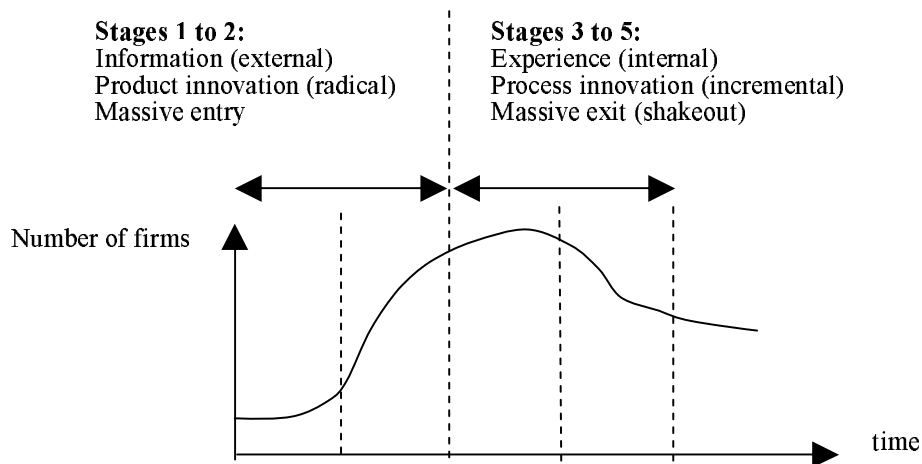 Stages 1 to 2:
Information (external)
Product innovation (radical)
Massive entry
Stages 3 to 5:
Experience (internal)
Process innovation (incremental)
Massive exit (shakeout)
Number of firms
time